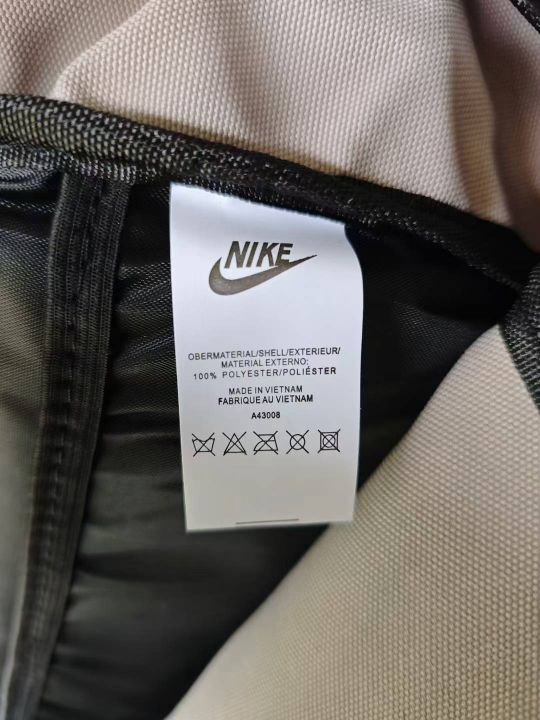 NIKE
OBERMATERIAL/SHELL/EXTERIEUR/
MATERIAL EXTERNO:
100% POLYESTER/POLIÉSTER
MADE IN VIETNAM
FABRIQUE AU VIETNAM
A43008